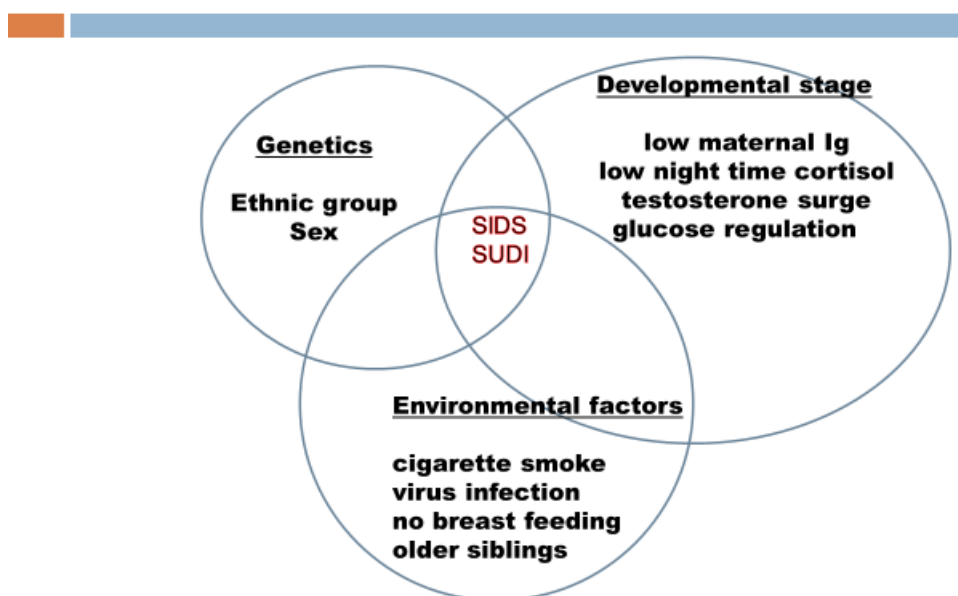 Developmental stage
low maternal Ig
low night time cortisol
testosterone surge
glucose regulation
Genetics
Ethnic group
Sex
SIDS
SUDI
Environmental factors
cigarette smoke
virus infection
no breast feeding
older siblings